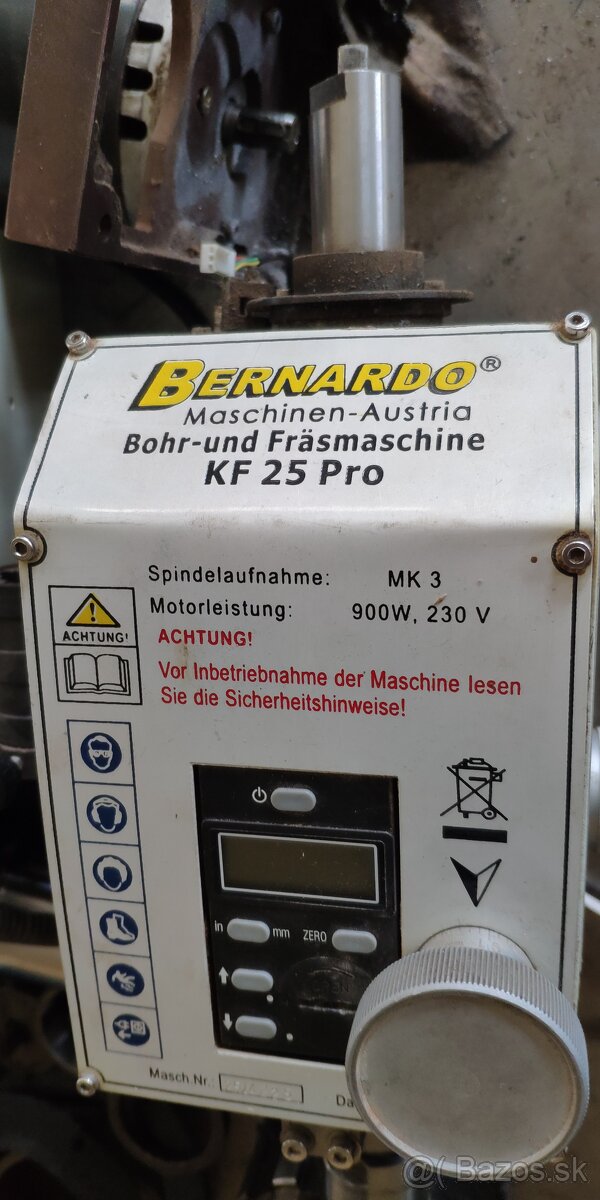 BERNARDO®
Maschinen-Austria
Bohr-und Fräsmaschine
KF 25 Pro
Spindelaufnahme: MK 3
Motorleistung: 900W, 230 V
ACHTUNG!
ACHTUNG!
Vor Inbetriebnahme der Maschine lesen
Sie die Sicherheitshinweise!
in mm ZERO
Masch.Nr.:
Da
@( Bazos.sk